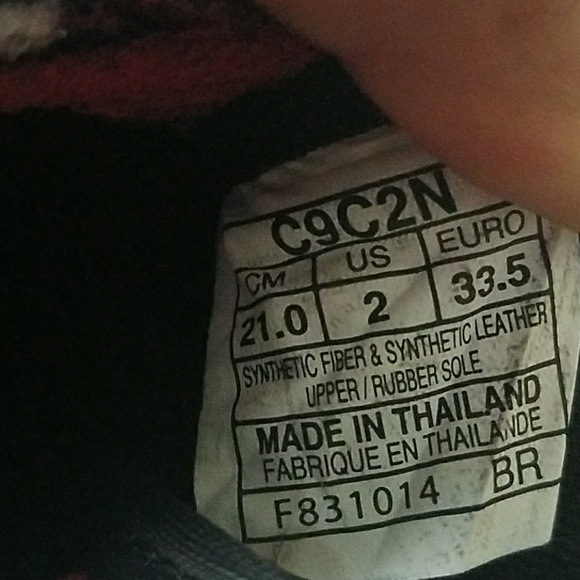 C9C2N
CM US EURO
21.0 2 33.5
SYNTHETIC FIBER & SYNTHETIC LEATHER
UPPER / RUBBER SOLE
MADE IN THAILAND
FABRIQUE EN THAILANDE
F831014 BR